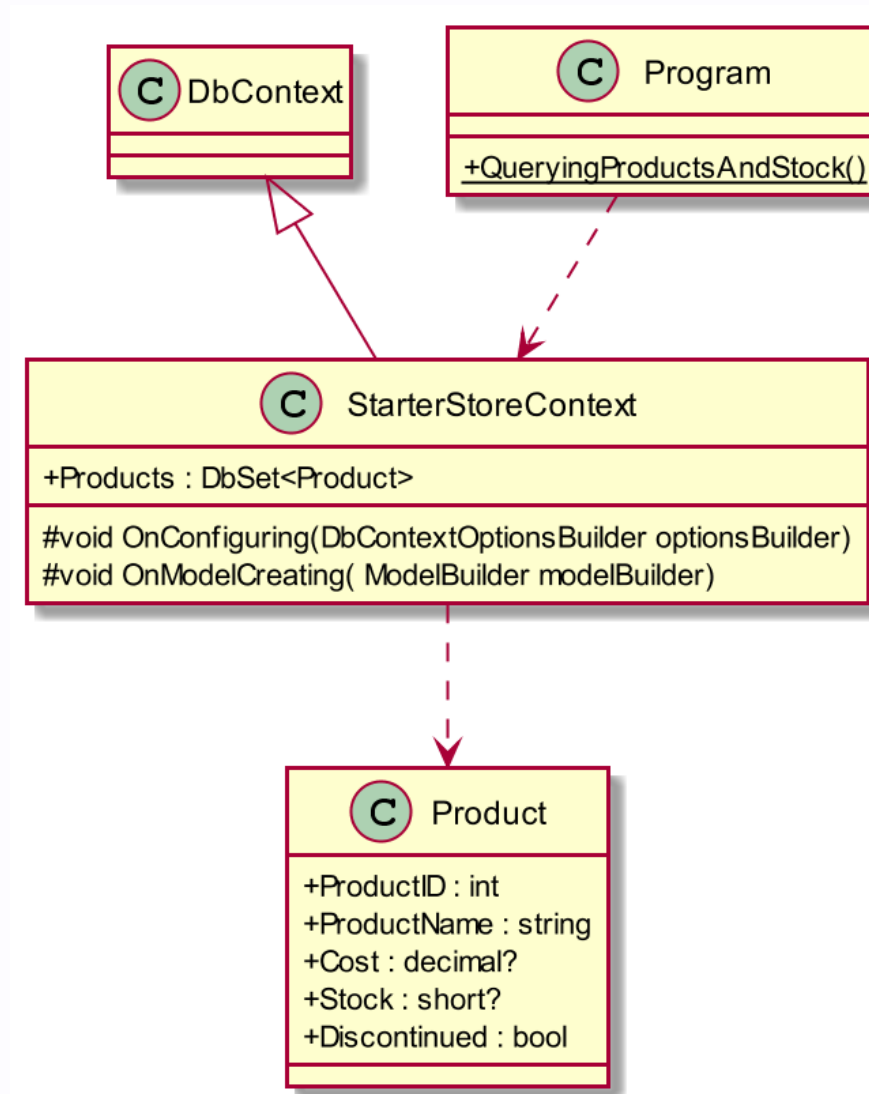 C DbContext
C Program
+QueryingProductsAndStock()
C StarterStoreContext
+Products : DbSet<Product>
#void OnConfiguring(DbContextOptionsBuilder optionsBuilder)
#void OnModelCreating( ModelBuilder modelBuilder)
C Product
+ProductID : int
+ProductName : string
+Cost : decimal?
+Stock : short?
+Discontinued : bool